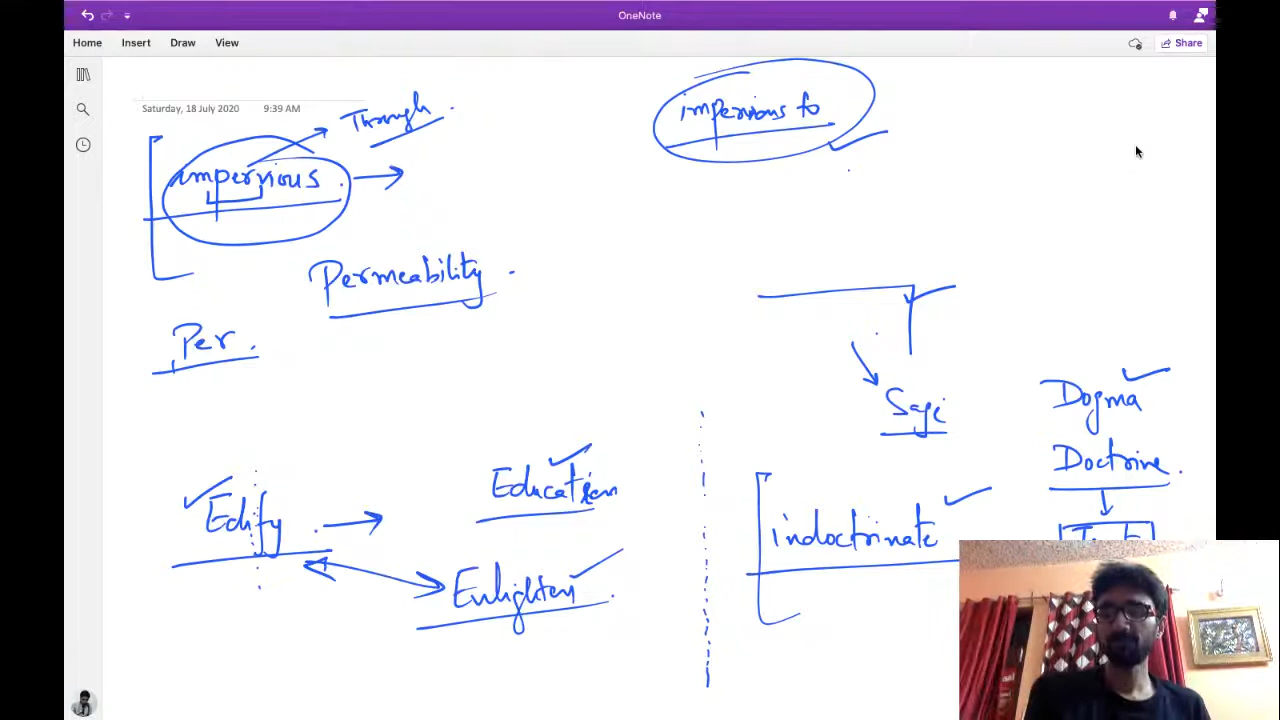 OneNote
Home Insert Draw View Share
Saturday, 18 July 2020 9:39 AM
Through
impervious to
impervious
Permeability
Per
Dogma
Doctrine
Education
Edify
indoctrinate
Enlighten